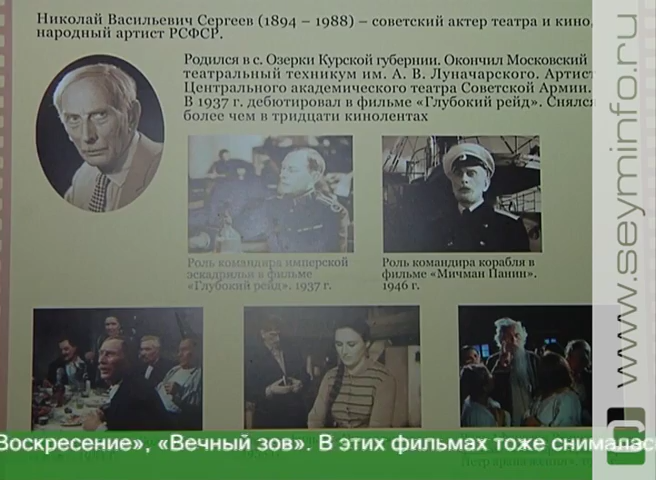 Николай Васильевич Сергеев (1894 – 1988) – советский актер театра и кино,
народный артист РСФСР.
Родился в с. Озерки Курской губернии. Окончил Московский
театральный техникум им. А. В. Луначарского. Артист
Центрального академического театра Советской Армии.
В 1937 г. дебютировал в фильме «Глубокий рейд». Снялся
более чем в тридцати кинолентах
Роль командира имперской
эскадрильи в фильме
«Глубокий рейд». 1937 г.
Роль командира корабля в
фильме «Мичман Панин».
1946 г.
Воскресение», «Вечный зов». В этих фильмах тоже снималас
www.seyminfo.ru